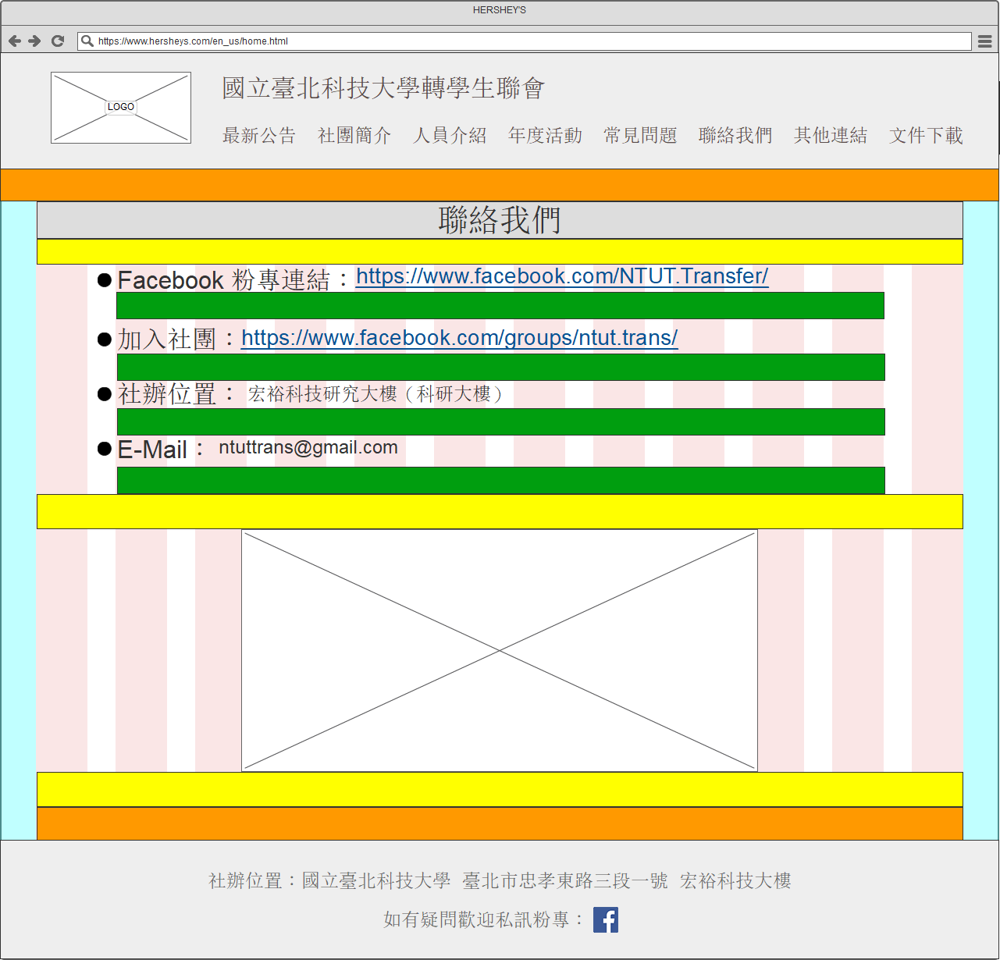 HERSHEY'S
https://www.hersheys.com/en_us/home.html
LOGO
國立臺北科技大學轉學生聯會
最新公告 社團簡介 人員介紹 年度活動 常見問題 聯絡我們 其他連結 文件下載
聯絡我們
Facebook 粉專連結：https://www.facebook.com/NTUT.Transfer/
加入社團：https://www.facebook.com/groups/ntut.trans/
社辦位置： 宏裕科技研究大樓（科研大樓）
E-Mail： ntuttrans@gmail.com
社辦位置：國立臺北科技大學 臺北市忠孝東路三段一號 宏裕科技大樓
如有疑問歡迎私訊粉專：